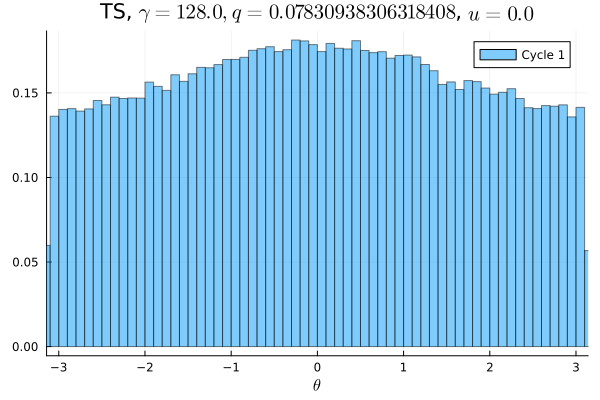 TS, γ = 128.0, q = 0.07830938306318408, u = 0.0
Cycle 1
0.15
0.10
0.05
0.00
−3 −2 −1 0 1 2 3
θ